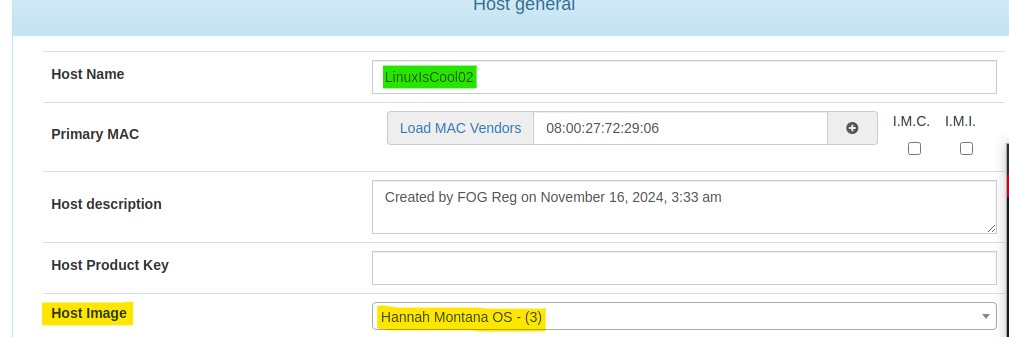 Host general
Host Name
LinuxIsCool02
Primary MAC
Load MAC Vendors 08:00:27:72:29:06 I.M.C. I.M.I.
Host description
Created by FOG Reg on November 16, 2024, 3:33 am
Host Product Key
Host Image
Hannah Montana OS - (3)